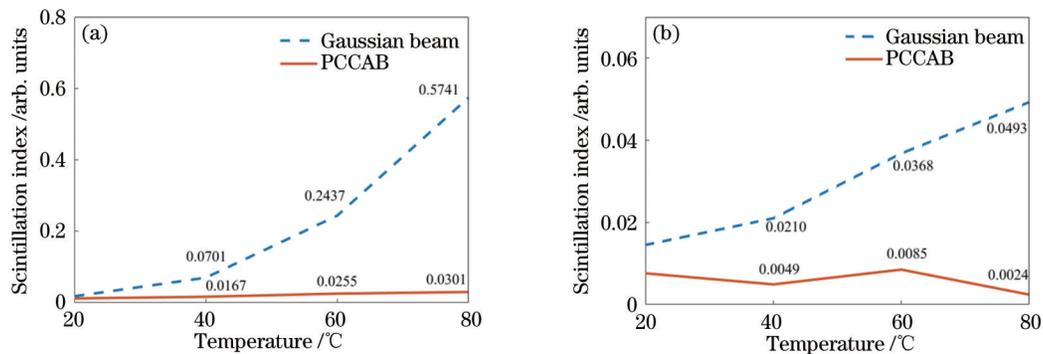 (a)
Gaussian beam
PCCAB
Scintillation index /arb. units
0.8
0.6
0.4
0.2
0
0.5741
0.2437
0.0701
0.0167
0.0255
0.0301
20
40
60
80
Temperature /℃
(b)
Gaussian beam
PCCAB
Scintillation index /arb. units
0.06
0.04
0.02
0
0.0493
0.0368
0.0210
0.0049
0.0085
0.0024
20
40
60
80
Temperature /℃